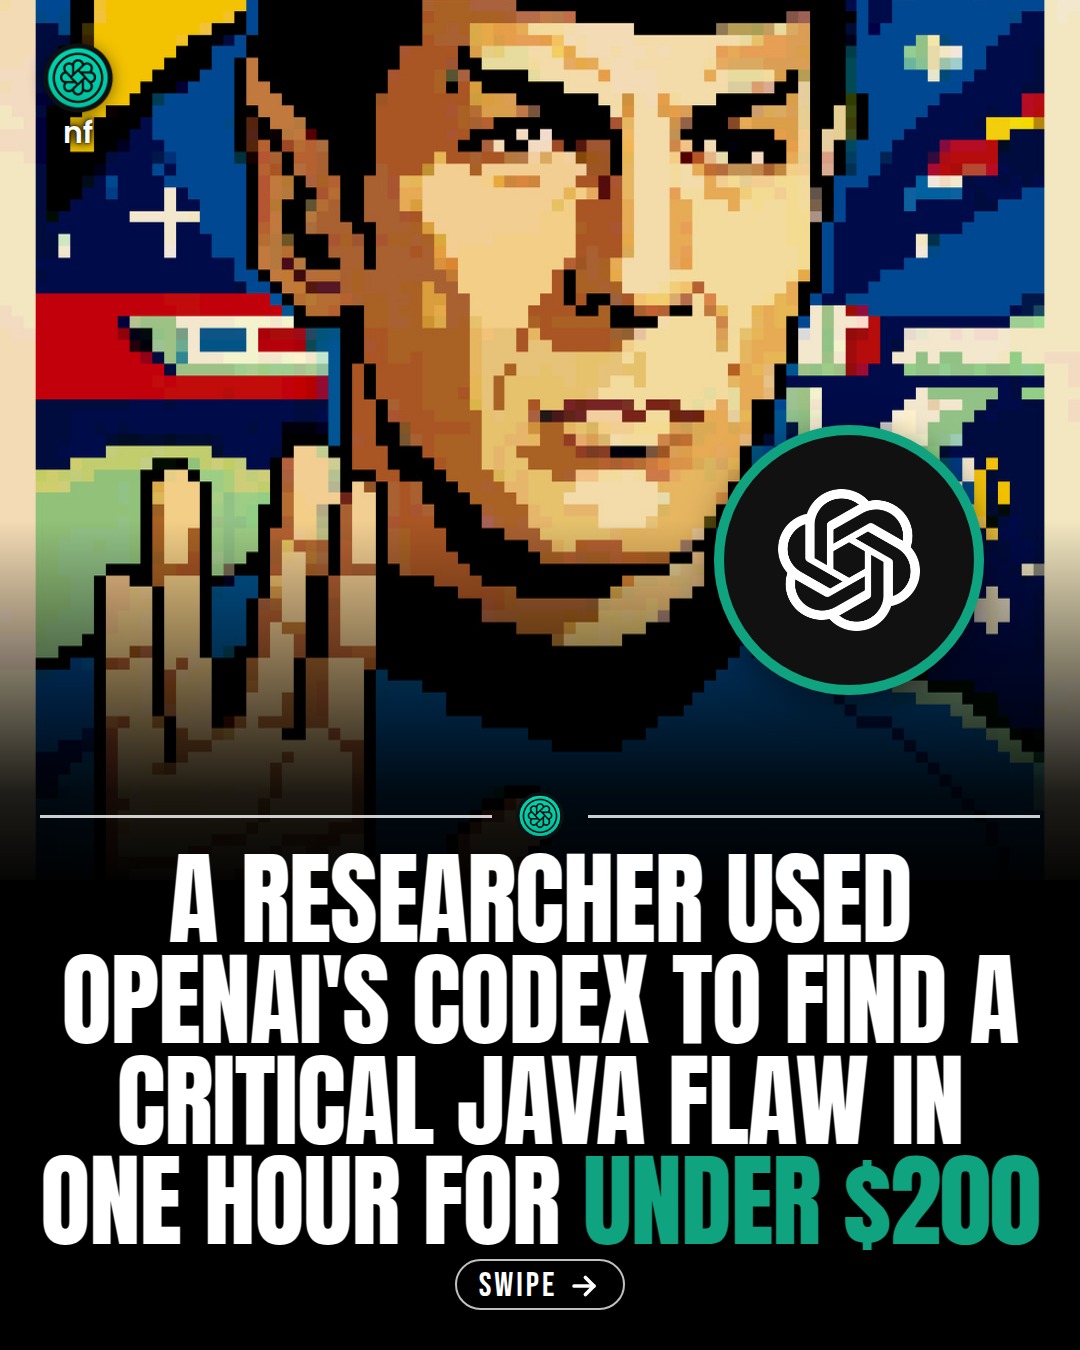 nf
A RESEARCHER USED
OPENAI'S CODEX TO FIND A
CRITICAL JAVA FLAW IN
ONE HOUR FOR UNDER $200
SWIPE →